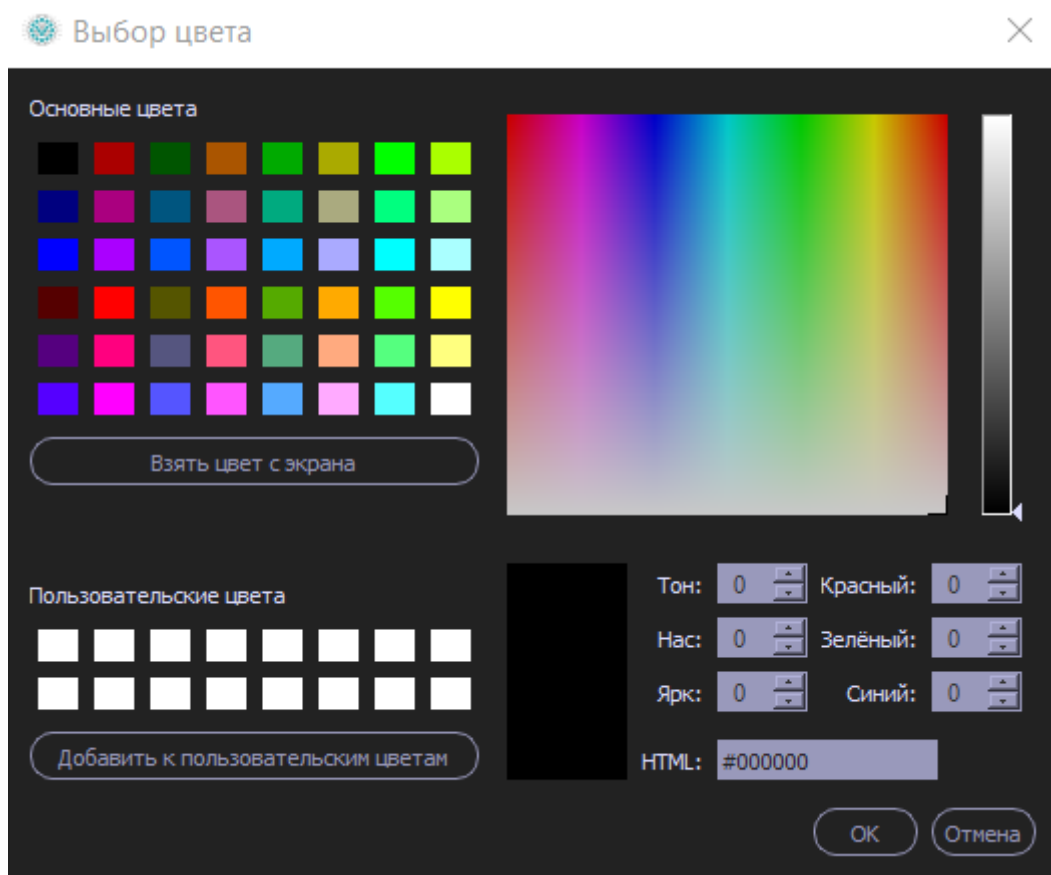 Выбор цвета
Основные цвета
Взять цвет с экрана
Пользовательские цвета
Добавить к пользовательским цветам
Тон: 0 Красный: 0
Нас: 0 Зелёный: 0
Ярк: 0 Синий: 0
HTML: #000000
OK Отмена